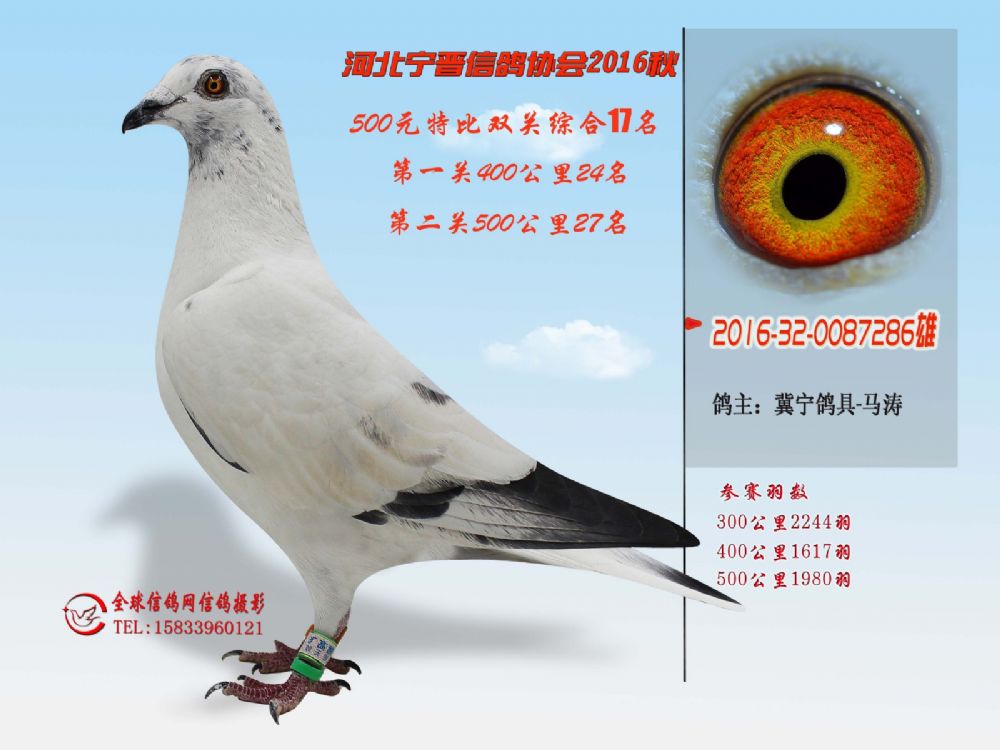 河北宁晋信鸽协会2016秋
500元特比双关综合17名
第一关400公里24名
第二关500公里27名
2016-32-0087286雄
鸽主：冀宁鸽具-马涛
参赛羽数
300公里2244羽
400公里1617羽
500公里1980羽
全球信鸽网信鸽摄影
TEL:15833960121